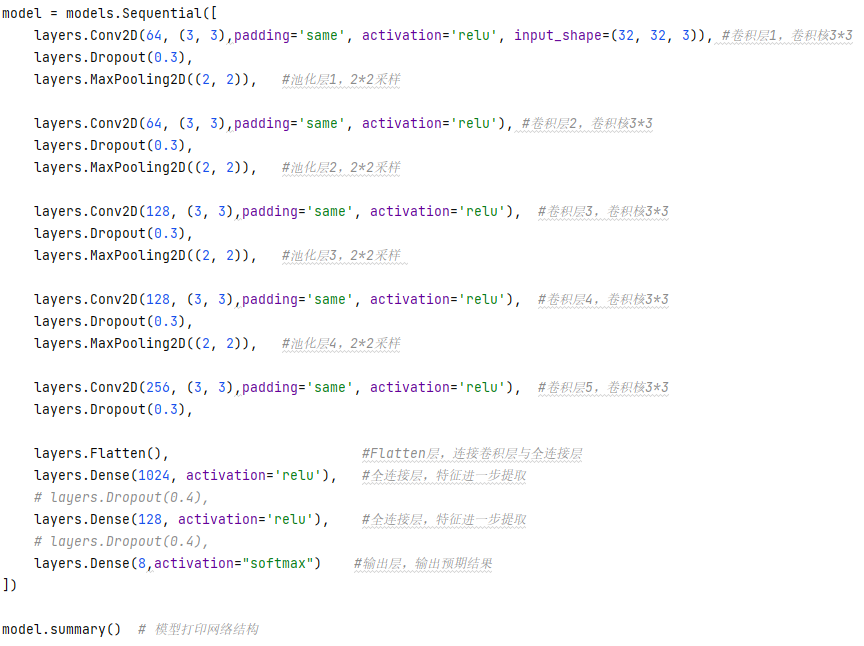 model = models.Sequential([
    layers.Conv2D(64, (3, 3),padding='same', activation='relu', input_shape=(32, 32, 3)), #卷积层1，卷积核3*3
    layers.Dropout(0.3),
    layers.MaxPooling2D((2, 2)),   #池化层1，2*2采样

    layers.Conv2D(64, (3, 3),padding='same', activation='relu'), #卷积层2，卷积核3*3
    layers.Dropout(0.3),
    layers.MaxPooling2D((2, 2)),   #池化层2，2*2采样

    layers.Conv2D(128, (3, 3),padding='same', activation='relu'),  #卷积层3，卷积核3*3
    layers.Dropout(0.3),
    layers.MaxPooling2D((2, 2)),   #池化层3，2*2采样

    layers.Conv2D(128, (3, 3),padding='same', activation='relu'),  #卷积层4，卷积核3*3
    layers.Dropout(0.3),
    layers.MaxPooling2D((2, 2)),   #池化层4，2*2采样

    layers.Conv2D(256, (3, 3),padding='same', activation='relu'),  #卷积层5，卷积核3*3
    layers.Dropout(0.3),

    layers.Flatten(),                        #Flatten层，连接卷积层与全连接层
    layers.Dense(1024, activation='relu'),   #全连接层，特征进一步提取
    # layers.Dropout(0.4),
    layers.Dense(128, activation='relu'),    #全连接层，特征进一步提取
    # layers.Dropout(0.4),
    layers.Dense(8,activation="softmax")    #输出层，输出预期结果
])

model.summary()  # 模型打印网络结构